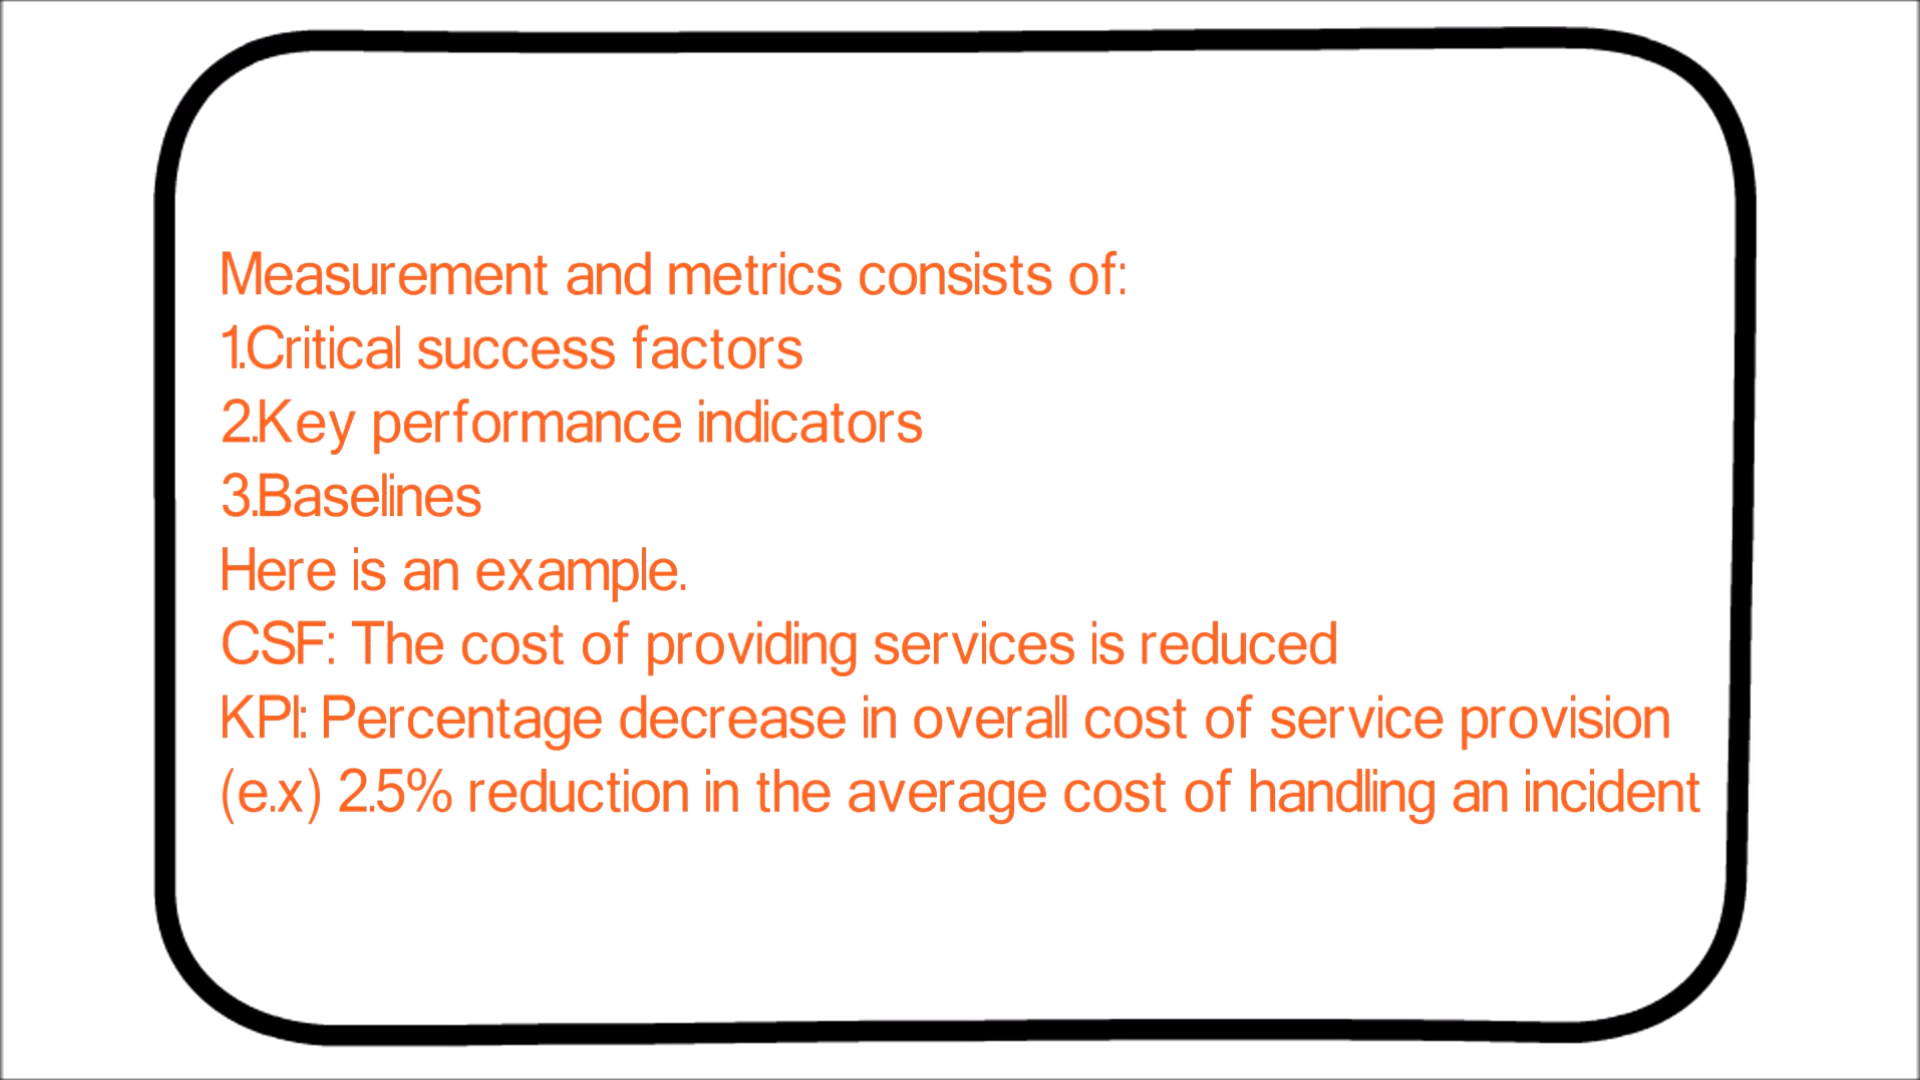 Measurement and metrics consists of:
1.Critical success factors
2.Key performance indicators
3.Baselines
Here is an example.
CSF: The cost of providing services is reduced
KPI: Percentage decrease in overall cost of service provision
(e.x) 2.5% reduction in the average cost of handling an incident